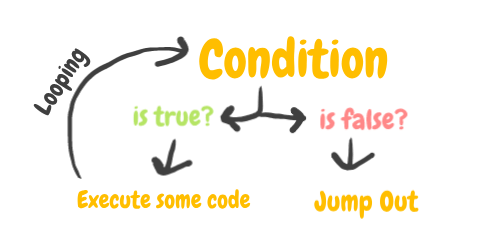 Looping
Condition
is true?
is false?
Execute some code
Jump Out